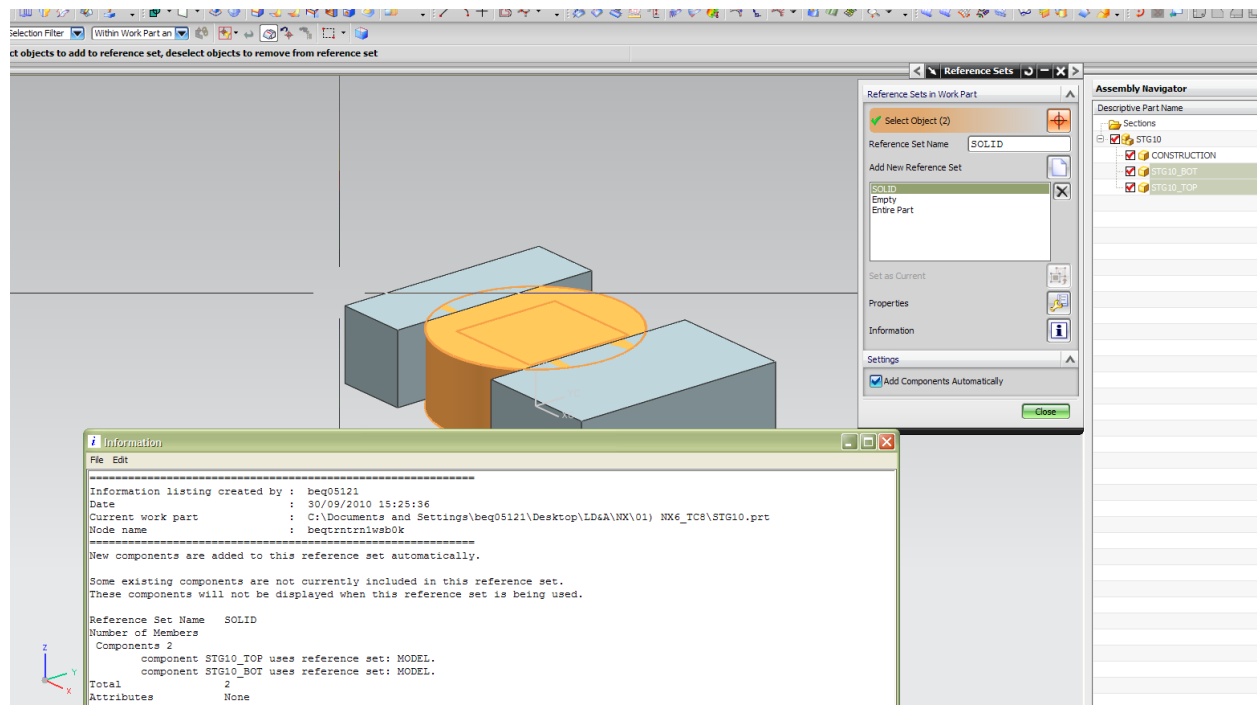 Selection Filter Within Work Part an
ct objects to add to reference set, deselect objects to remove from reference set
Reference Sets
Reference Sets in Work Part
Select Object (2)
Reference Set Name SOLID
Add New Reference Set
SOLID
Empty
Entire Part
Set as Current
Properties
Information
Settings
Add Components Automatically
Close
Assembly Navigator
Descriptive Part Name
Sections
STG10
CONSTRUCTION
STG10_BOT
STG10_TOP
Information
File Edit
============================================================
Information listing created by : beq05121
Date : 30/09/2010 15:25:36
Current work part : C:\Documents and Settings\beq05121\Desktop\LD&A\NX\01) NX6_TC8\STG10.prt
Node name : beqtrntrn1wsb0k
============================================================
New components are added to this reference set automatically.
Some existing components are not currently included in this reference set.
These components will not be displayed when this reference set is being used.
Reference Set Name SOLID
Number of Members
Components 2
component STG10_TOP uses reference set: MODEL.
component STG10_BOT uses reference set: MODEL.
Total 2
Attributes None
Z
Y
X